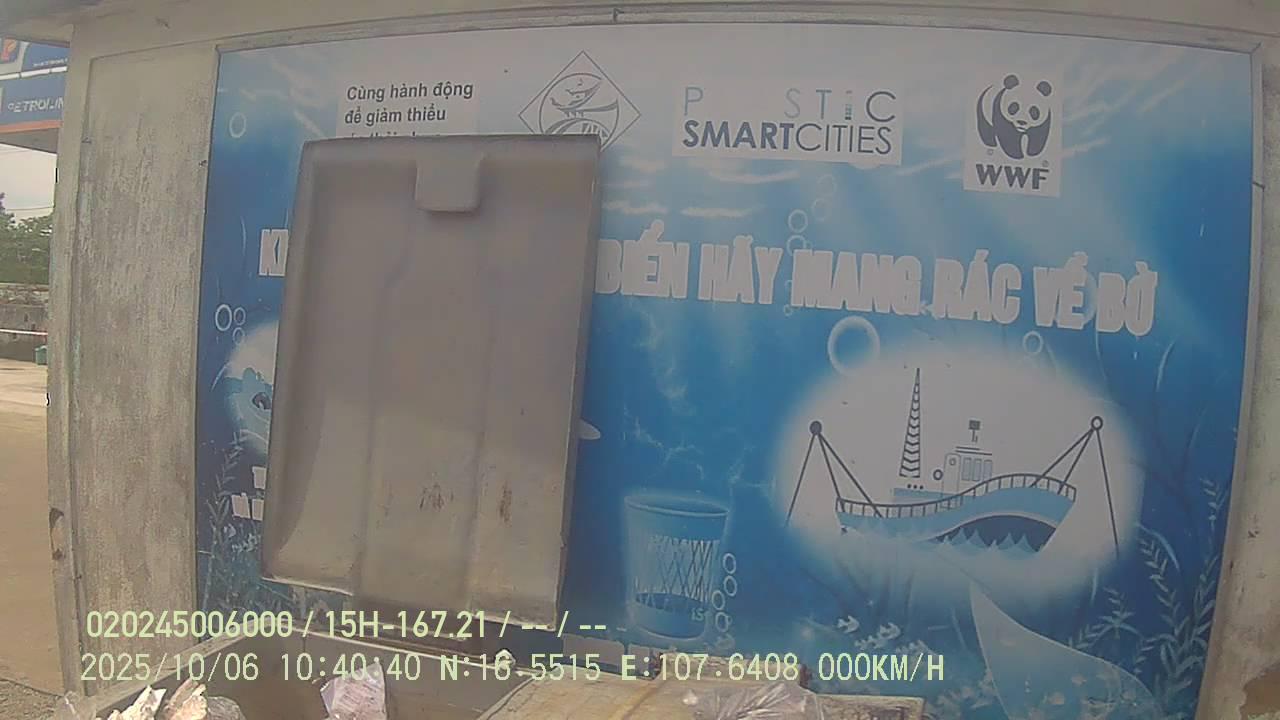 PETROLIM
Cùng hành động
để giảm thiểu
P STIC
SMARTCITIES
WWF
BIỂN HÃY MANG RÁC VỀ BỜ
020245006000 / 15H-167.21 / -- / --
2025/10/06 10:40:40 N:16.5515 E:107.6408 000KM/H